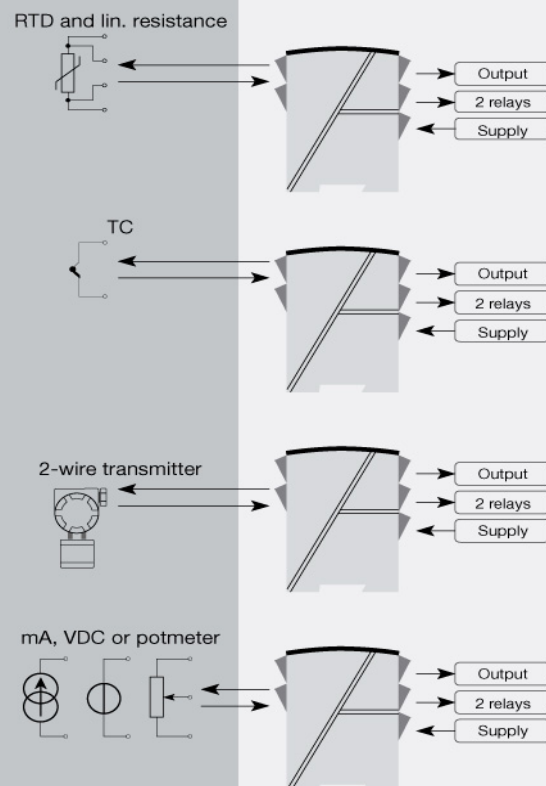 RTD and lin. resistance
Output
2 relays
Supply
TC
Output
2 relays
Supply
2-wire transmitter
Output
2 relays
Supply
mA, VDC or potmeter
Output
2 relays
Supply